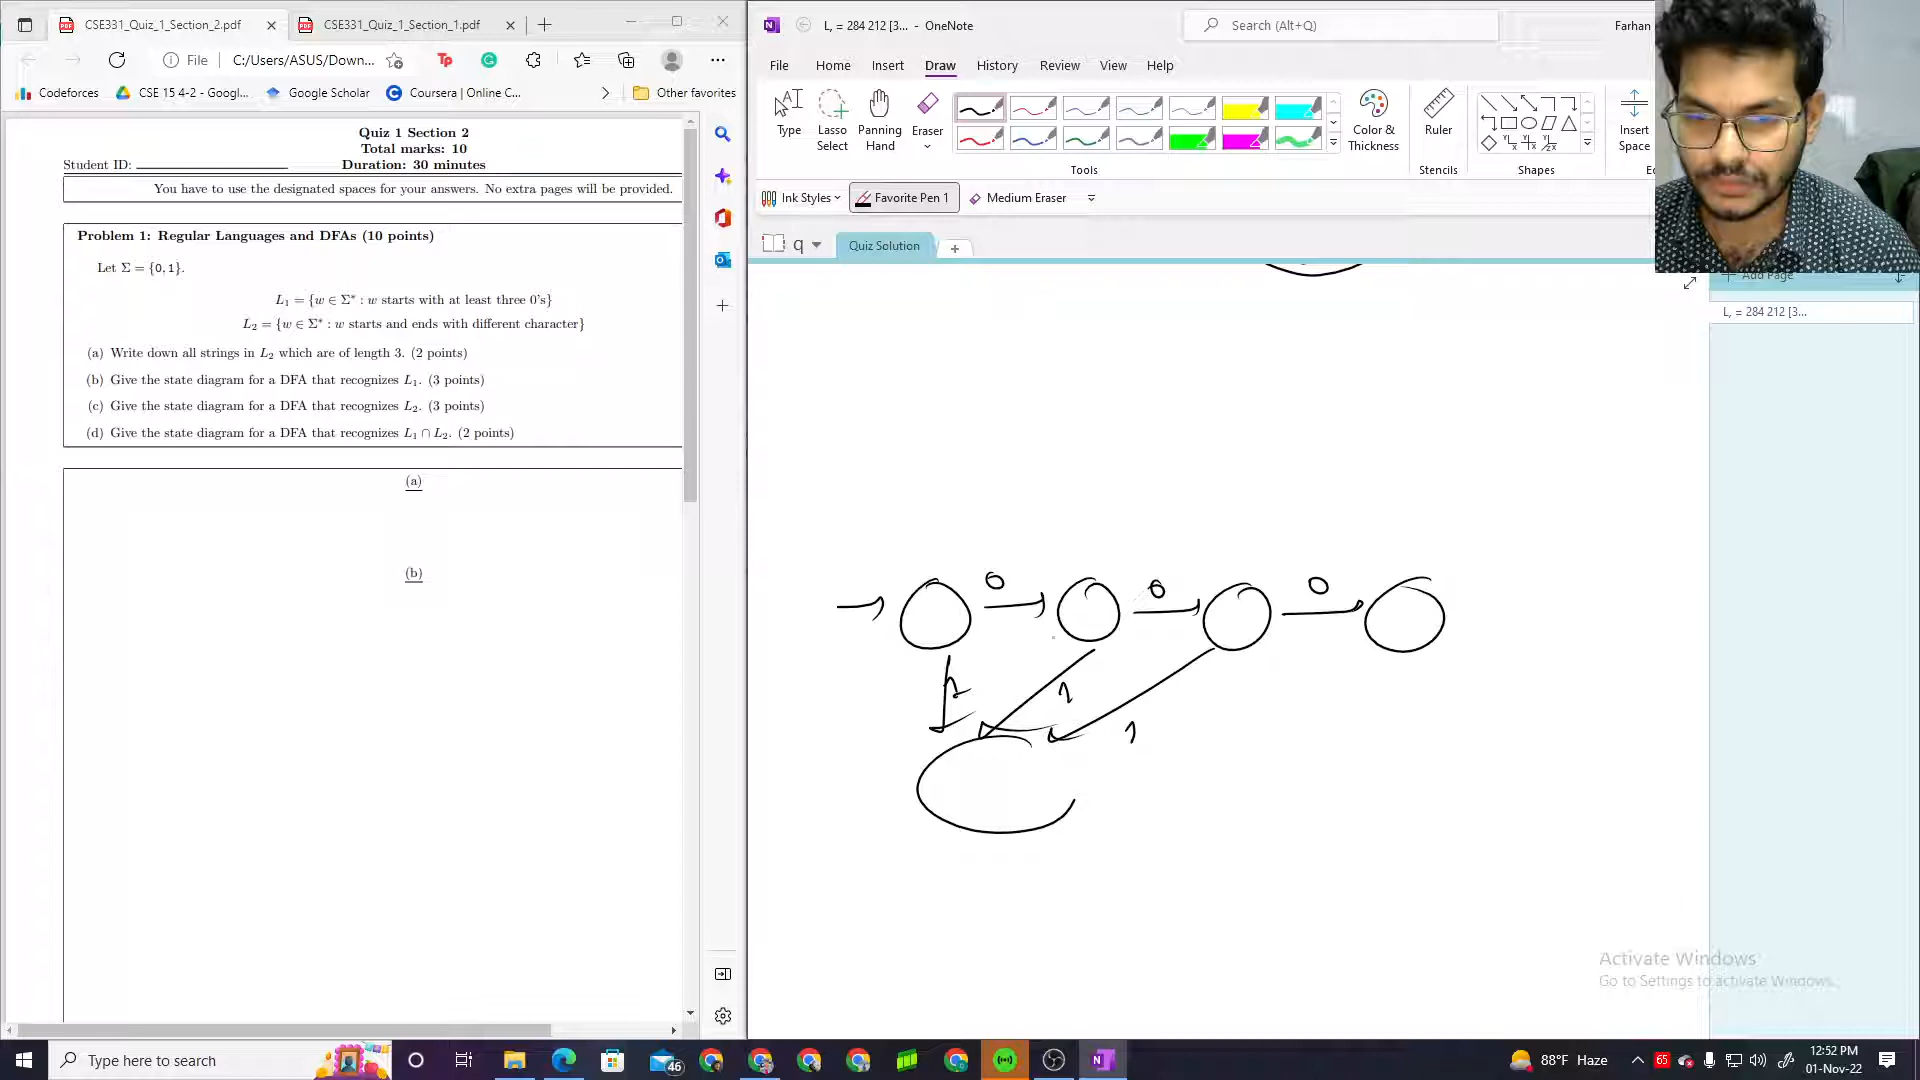 CSE331_Quiz_1_Section_2.pdf
CSE331_Quiz_1_Section_1.pdf
File
C:/Users/ASUS/Down...
Codeforces
CSE 15 4-2 - Googl...
Google Scholar
Coursera | Online C...
Other favorites
Quiz 1 Section 2
Total marks: 10
Student ID:
Duration: 30 minutes
You have to use the designated spaces for your answers. No extra pages will be provided.
Problem 1: Regular Languages and DFAs (10 points)
Let Σ = {0, 1}.
L₁ = {w ∈ Σ* : w starts with at least three 0's}
L₂ = {w ∈ Σ* : w starts and ends with different character}
(a) Write down all strings in L₂ which are of length 3. (2 points)
(b) Give the state diagram for a DFA that recognizes L₁. (3 points)
(c) Give the state diagram for a DFA that recognizes L₂. (3 points)
(d) Give the state diagram for a DFA that recognizes L₁ ∩ L₂. (2 points)
(a)
(b)
L, = 284 212 [3... - OneNote
Search (Alt+Q)
Farhan
File Home Insert Draw History Review View Help
Type
Lasso Select
Panning Hand
Eraser
Color & Thickness
Ruler
Insert Space
Tools
Stencils
Shapes
Ink Styles
Favorite Pen 1
Medium Eraser
q
Quiz Solution
Add Page
L, = 284 212 [3...
0 0 0
1 1 1
Activate Windows
Go to Settings to activate Windows.
Type here to search
46
88°F Haze
65
12:52 PM
01-Nov-22